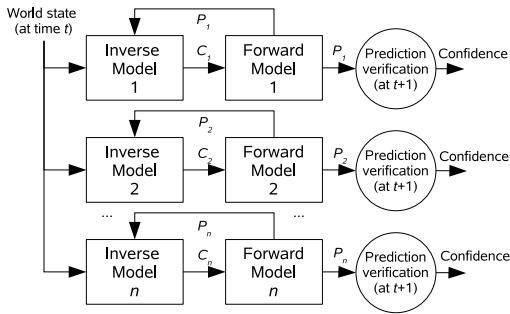 World state
(at time t)
P1
Inverse
Model
1
C1
Forward
Model
1
P1
Prediction
verification
(at t+1)
Confidence
P2
Inverse
Model
2
C2
Forward
Model
2
P2
Prediction
verification
(at t+1)
Confidence
...
...
Pn
Inverse
Model
n
Cn
Forward
Model
n
Pn
Prediction
verification
(at t+1)
Confidence